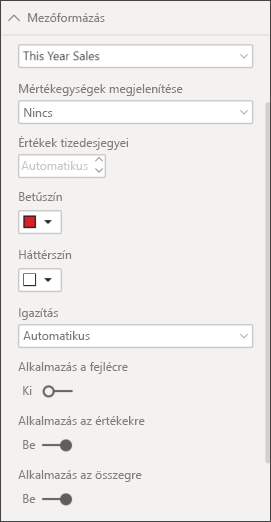 Mezőformázás
This Year Sales
Mértékegységek megjelenítése
Nincs
Értékek tizedesjegyei
Automatikus
Betűszín
Háttérszín
Igazítás
Automatikus
Alkalmazás a fejlécre
Ki
Alkalmazás az értékekre
Be
Alkalmazás az összegre
Be